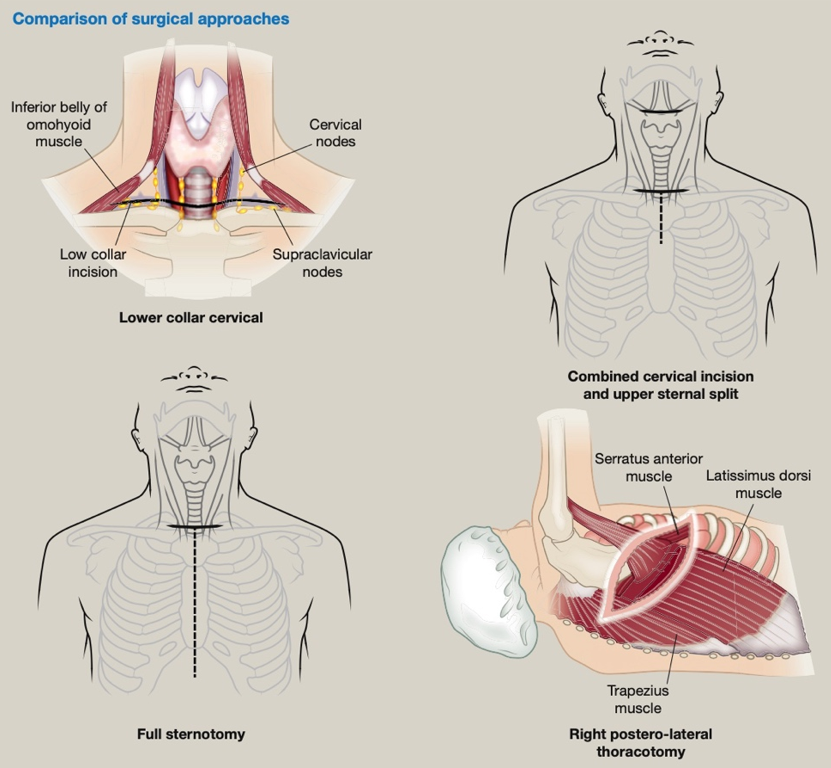 Comparison of surgical approaches
Inferior belly of
omohyoid
muscle
Cervical
nodes
Low collar
incision
Supraclavicular
nodes
Lower collar cervical
Combined cervical incision
and upper sternal split
Full sternotomy
Serratus anterior
muscle
Latissimus dorsi
muscle
Trapezius
muscle
Right postero-lateral
thoracotomy